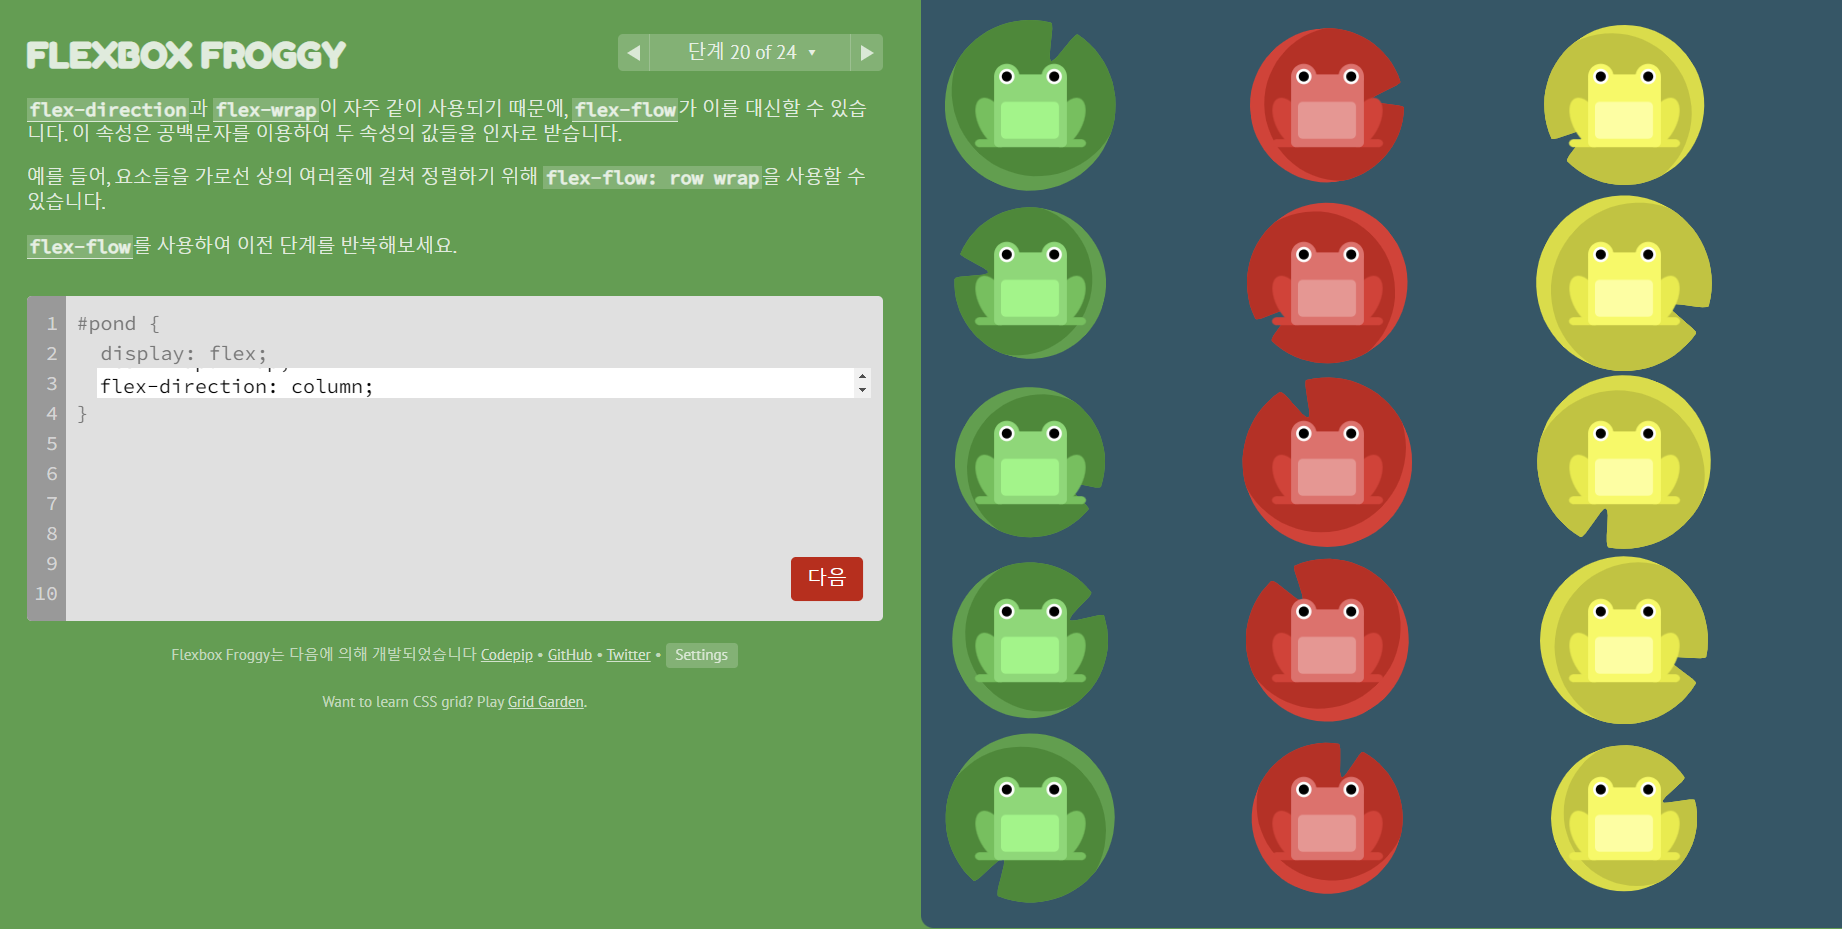 FLEXBOX FROGGY
◀ 단계 20 of 24 ▾ ▶
flex-direction과 flex-wrap이 자주 같이 사용되기 때문에, flex-flow가 이를 대신할 수 있습
니다. 이 속성은 공백문자를 이용하여 두 속성의 값들을 인자로 받습니다.
예를 들어, 요소들을 가로선 상의 여러줄에 걸쳐 정렬하기 위해 flex-flow: row wrap을 사용할 수
있습니다.
flex-flow를 사용하여 이전 단계를 반복해보세요.
1 #pond {
2 display: flex;
3 flex-direction: column;
4 }
5
6
7
8
9
10
다음
Flexbox Froggy는 다음에 의해 개발되었습니다 Codepip • GitHub • Twitter • Settings
Want to learn CSS grid? Play Grid Garden.